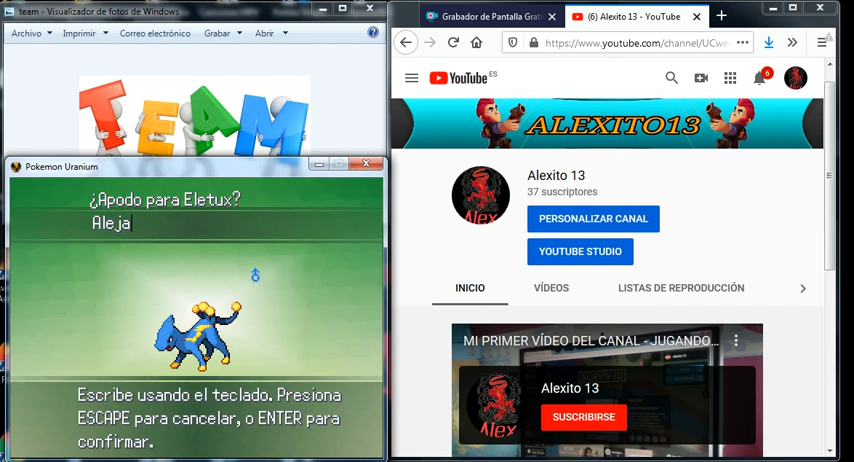 team - Visualizador de fotos de Windows
Archivo
Imprimir
Correo electrónico
Grabar
Abrir
TEAM
Pokemon Uranium
¿Apodo para Eletux?
Aleja
Escribe usando el teclado. Presiona
ESCAPE para cancelar, o ENTER para
confirmar.
Grabador de Pantalla Grati
(6) Alexito 13 - YouTube
https://www.youtube.com/channel/UCwe
YouTube ES
6
ALEXITO13
Alex
Alexito 13
37 suscriptores
PERSONALIZAR CANAL
YOUTUBE STUDIO
INICIO
VÍDEOS
LISTAS DE REPRODUCCIÓN
MI PRIMER VÍDEO DEL CANAL - JUGANDO...
Alex
Alexito 13
SUSCRIBIRSE